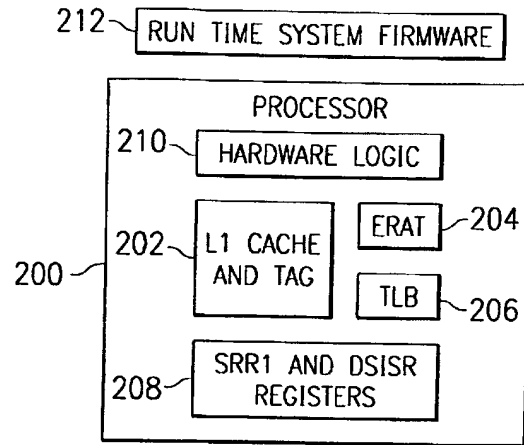 212
RUN TIME SYSTEM FIRMWARE
PROCESSOR
210
HARDWARE LOGIC
202
L1 CACHE
AND TAG
ERAT
204
200
TLB
206
208
SRR1 AND DSISR
REGISTERS